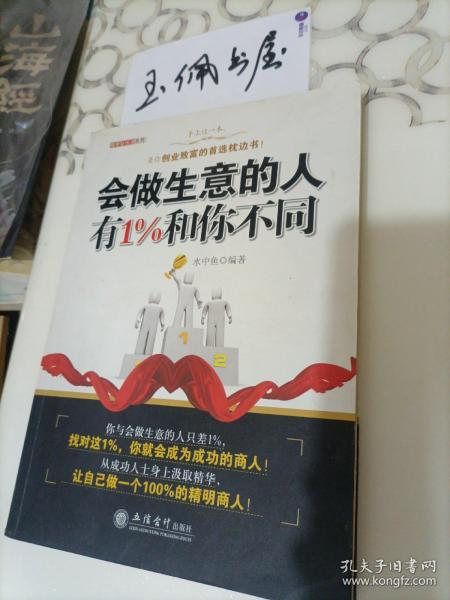 山海經
玉佩书屋
手上这一本，
是你创业致富的首选枕边书！
会做生意的人
有1%和你不同
水中鱼◎编著
1
2
你与会做生意的人只差1%，
找对这1%，你就会成为成功的商人！
从成功人士身上汲取精华，
让自己做一个100%的精明商人！
立信会计出版社
LIXIN ACCOUNTING PUBLISHING HOUSE
孔夫子旧书网
www.kongfz.com